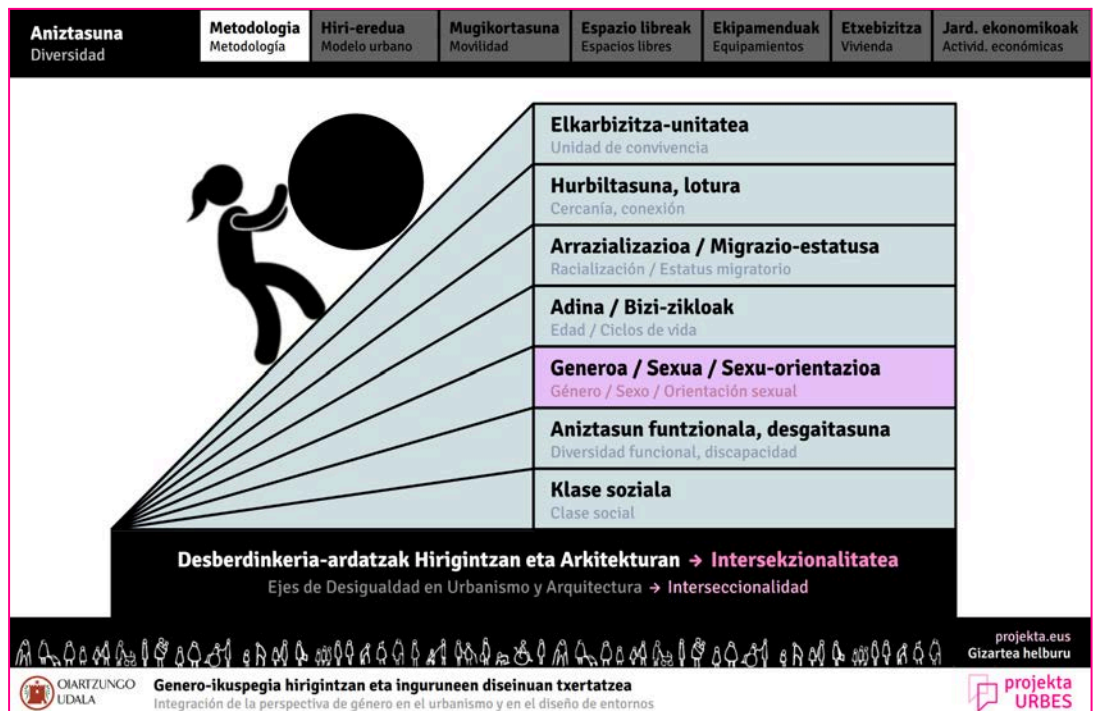 Aniztasuna
Diversidad
Metodologia
Metodología
Hiri-eredua
Modelo urbano
Mugikortasuna
Movilidad
Espazio libreak
Espacios libres
Ekipamenduak
Equipamientos
Etxebizitza
Vivienda
Jard. ekonomikoak
Activid. económicas
Elkarbizitza-unitatea
Unidad de convivencia
Hurbiltasuna, lotura
Cercanía, conexión
Arrazializazioa / Migrazio-estatusa
Racialización / Estatus migratorio
Adina / Bizi-zikloak
Edad / Ciclos de vida
Generoa / Sexua / Sexu-orientazioa
Género / Sexo / Orientación sexual
Aniztasun funtzionala, desgaitasuna
Diversidad funcional, discapacidad
Klase soziala
Clase social
Desberdinkeria-ardatzak Hirigintzan eta Arkitekturan → Intersekzionalitatea
Ejes de Desigualdad en Urbanismo y Arquitectura → Interseccionalidad
projekta.eus
Gizartea helburu
OIARTZUNGO
UDALA
Genero-ikuspegia hirigintzan eta inguruneen diseinuan txertatzea
Integración de la perspectiva de género en el urbanismo y en el diseño de entornos
projekta
URBES